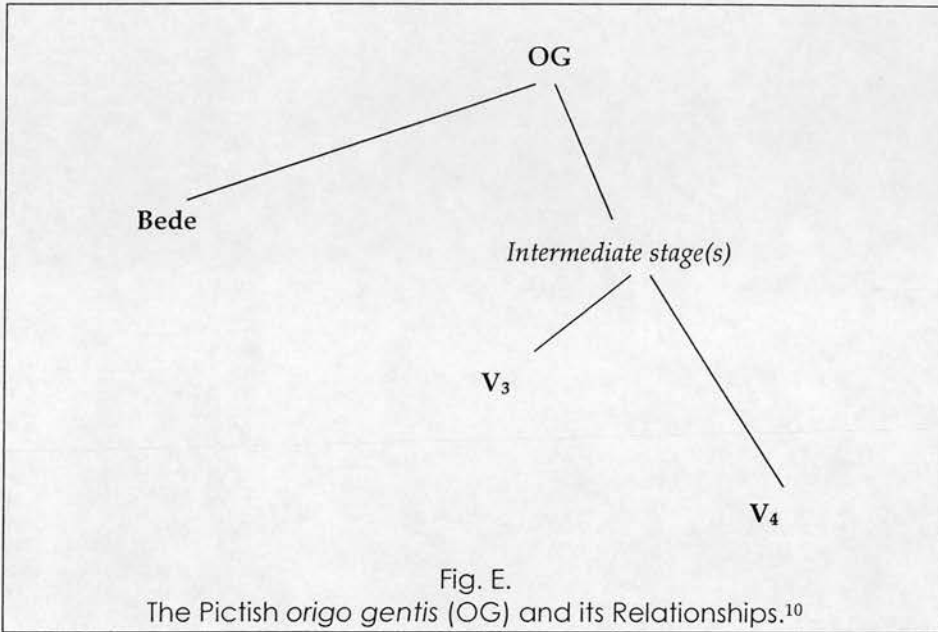 OG
Bede
Intermediate stage(s)
V₃
V₄
Fig. E.
The Pictish origo gentis (OG) and its Relationships.¹⁰